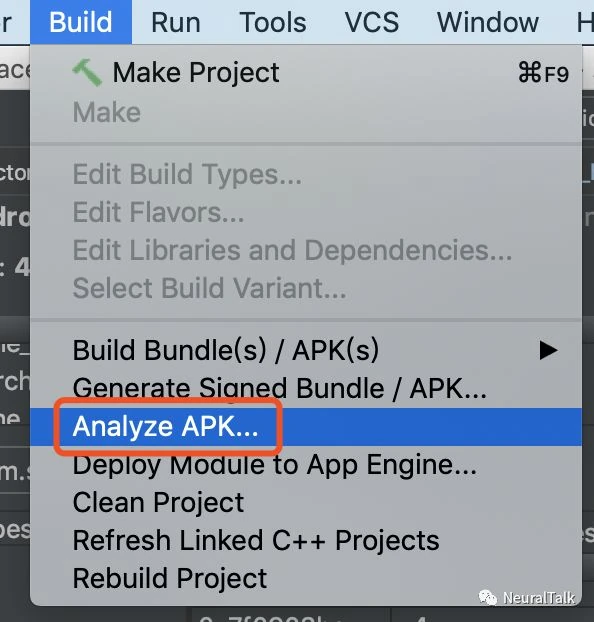 Build Run Tools VCS Window H
Make Project ⌘F9
Make
Edit Build Types...
Edit Flavors...
Edit Libraries and Dependencies...
Select Build Variant...
Build Bundle(s) / APK(s)
Generate Signed Bundle / APK...
Analyze APK...
Deploy Module to App Engine...
Clean Project
Refresh Linked C++ Projects
Rebuild Project
NeuralTalk